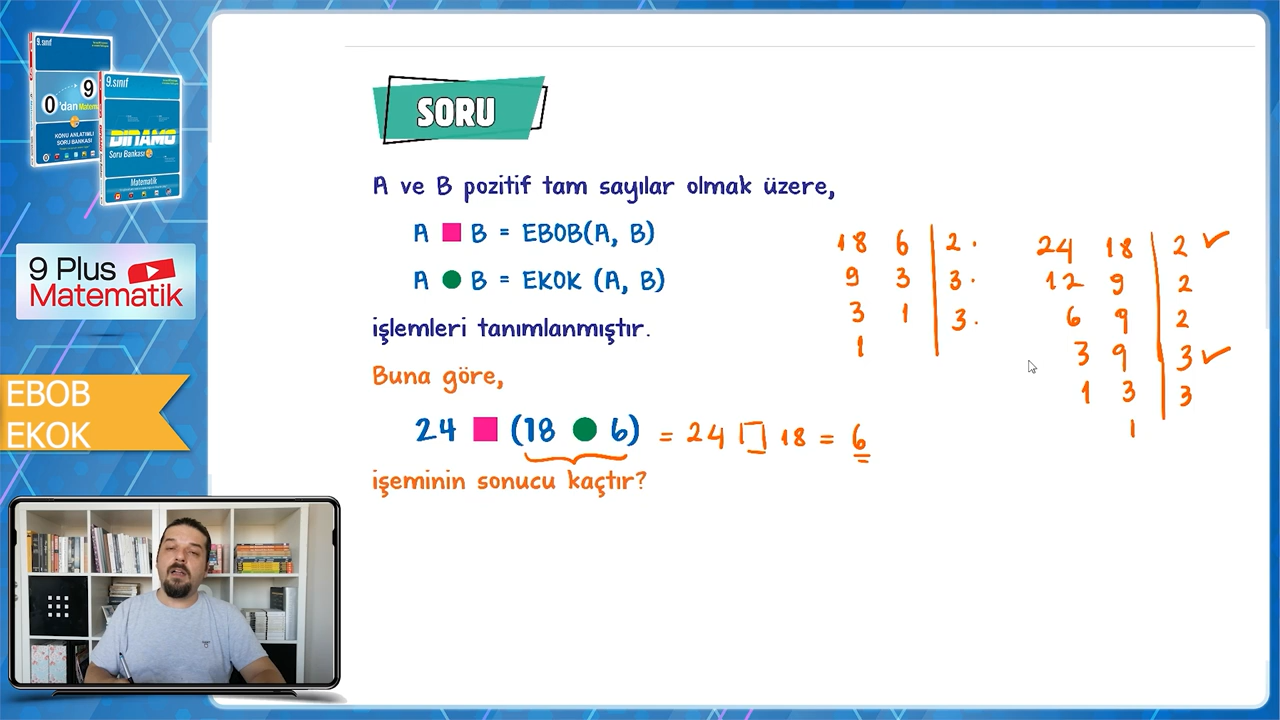 9.sınıf
0'dan 9 Matem
KONU ANLATIMLI
SORU BANKASI
9.sınıf
DİNAMO
Soru Bankası
Matematik
9 Plus
Matematik
EBOB
EKOK
SORU
A ve B pozitif tam sayılar olmak üzere,
A ■ B = EBOB(A, B)
A ● B = EKOK (A, B)
işlemleri tanımlanmıştır.
Buna göre,
24 ■ (18 ● 6) = 24 □ 18 = 6
işeminin sonucu kaçtır?
18 6 | 2 .
9 3 | 3 .
3 1 | 3 .
1
24 18 | 2 ✓
12 9 | 2
6 9 | 2
3 9 | 3 ✓
1 3 | 3
1